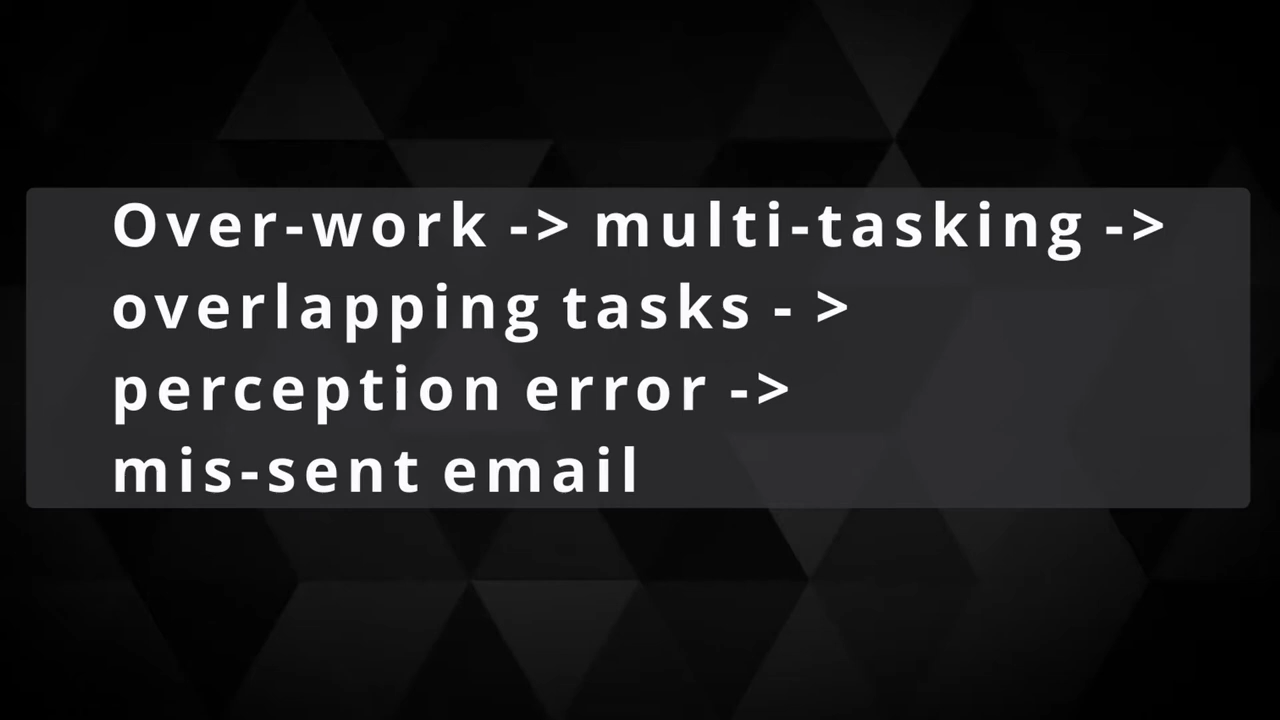 Over-work -> multi-tasking ->
overlapping tasks - >
perception error ->
mis-sent email